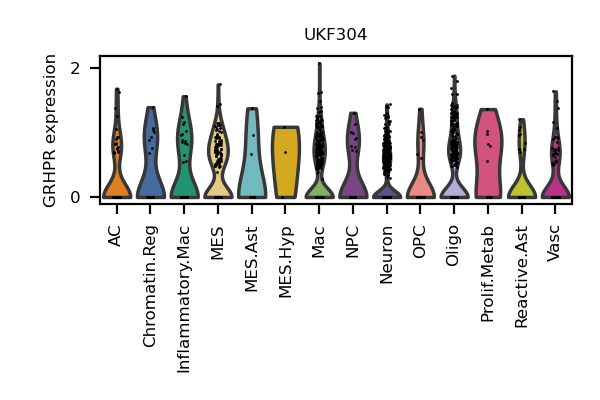 UKF304
GRHPR expression
2
0
AC
Chromatin.Reg
Inflammatory.Mac
MES
MES.Ast
MES.Hyp
Mac
NPC
Neuron
OPC
Oligo
Prolif.Metab
Reactive.Ast
Vasc